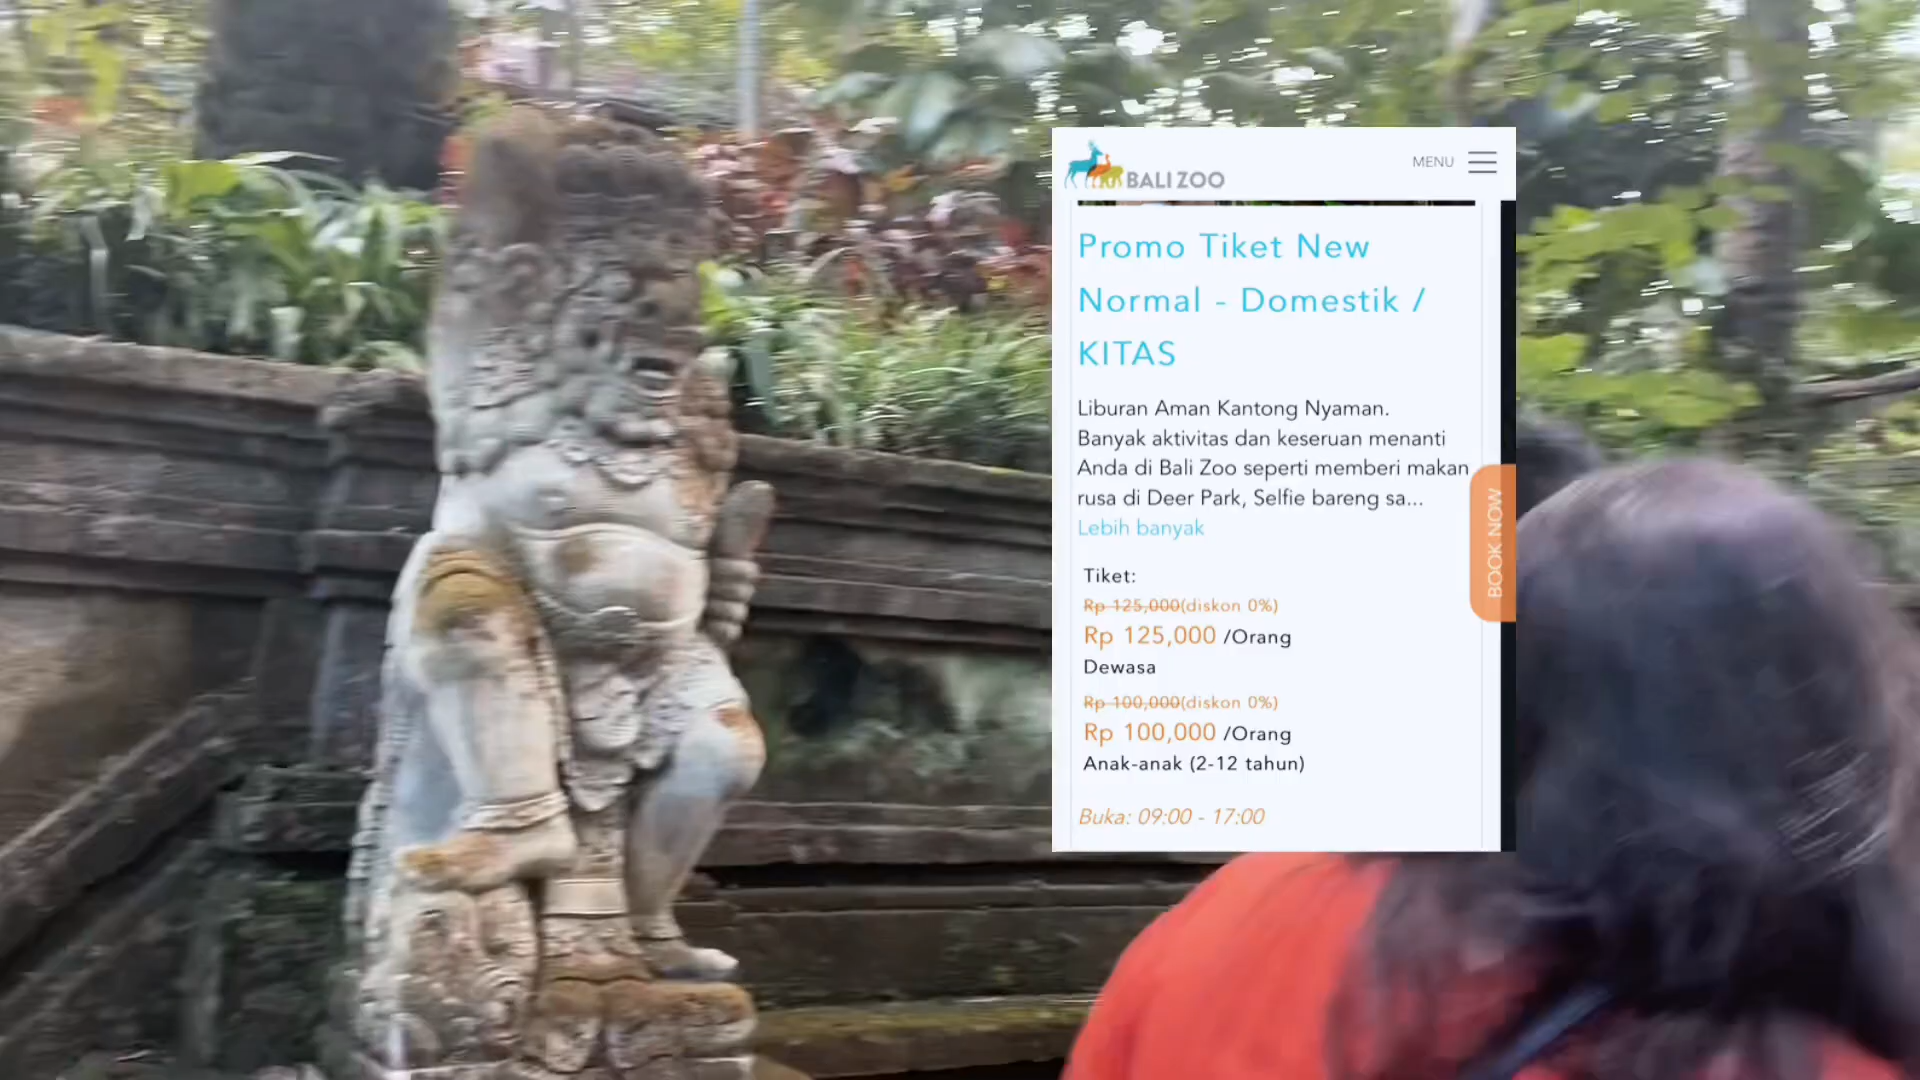 BALI ZOO
MENU
Promo Tiket New
Normal - Domestik /
KITAS
Liburan Aman Kantong Nyaman.
Banyak aktivitas dan keseruan menanti
Anda di Bali Zoo seperti memberi makan
rusa di Deer Park, Selfie bareng sa...
Lebih banyak
BOOK NOW
Tiket:
Rp 125,000(diskon 0%)
Rp 125,000 /Orang
Dewasa
Rp 100,000(diskon 0%)
Rp 100,000 /Orang
Anak-anak (2-12 tahun)
Buka: 09:00 - 17:00